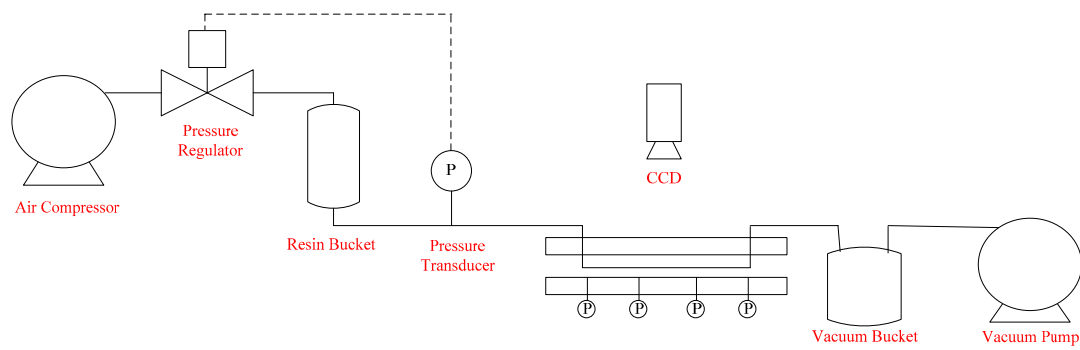 Pressure
Regulator
P
CCD
Air Compressor
Resin Bucket
Pressure
Transducer
P
P
P
P
Vacuum Bucket
Vacuum Pump